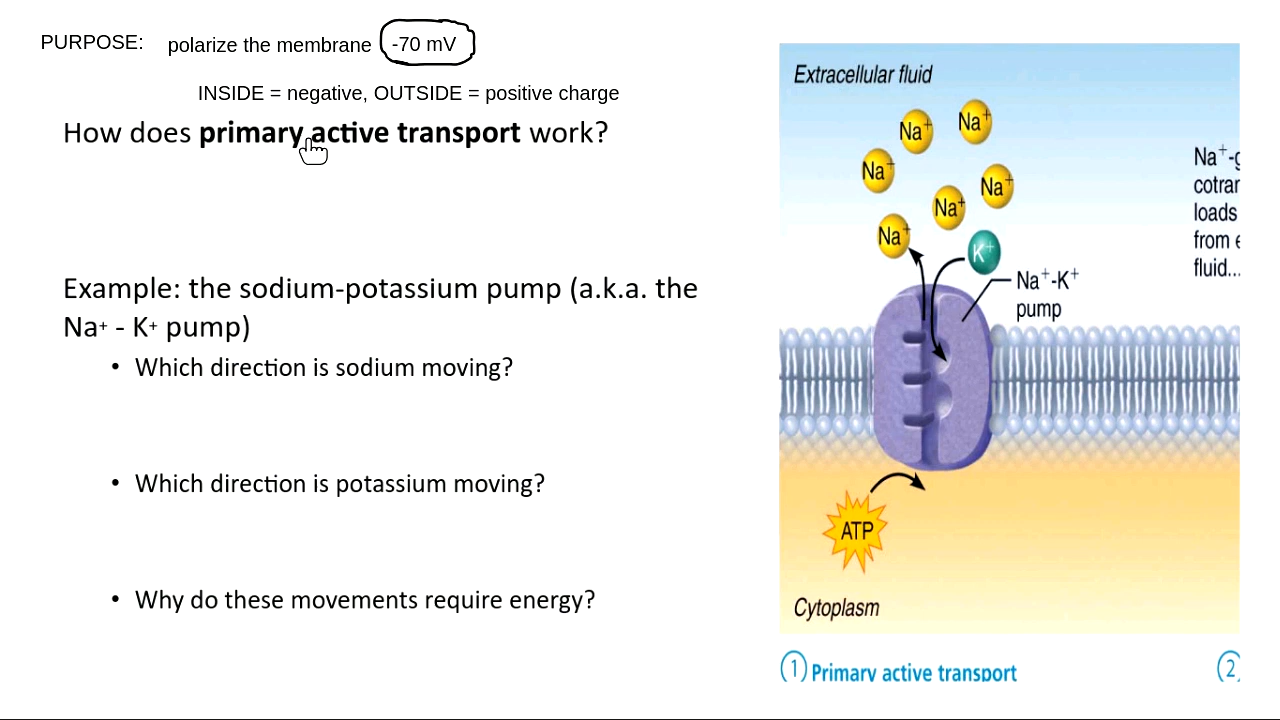 PURPOSE: polarize the membrane -70 mV
INSIDE = negative, OUTSIDE = positive charge
How does primary active transport work?
Example: the sodium-potassium pump (a.k.a. the
Na⁺ - K⁺ pump)
• Which direction is sodium moving?
• Which direction is potassium moving?
• Why do these movements require energy?
Extracellular fluid
Na⁺
Na⁺
Na⁺
Na⁺
Na⁺
Na⁺
K⁺
Na⁺-K⁺
pump
Na⁺-g
cotrar
loads
from e
fluid...
ATP
Cytoplasm
1 Primary active transport
2